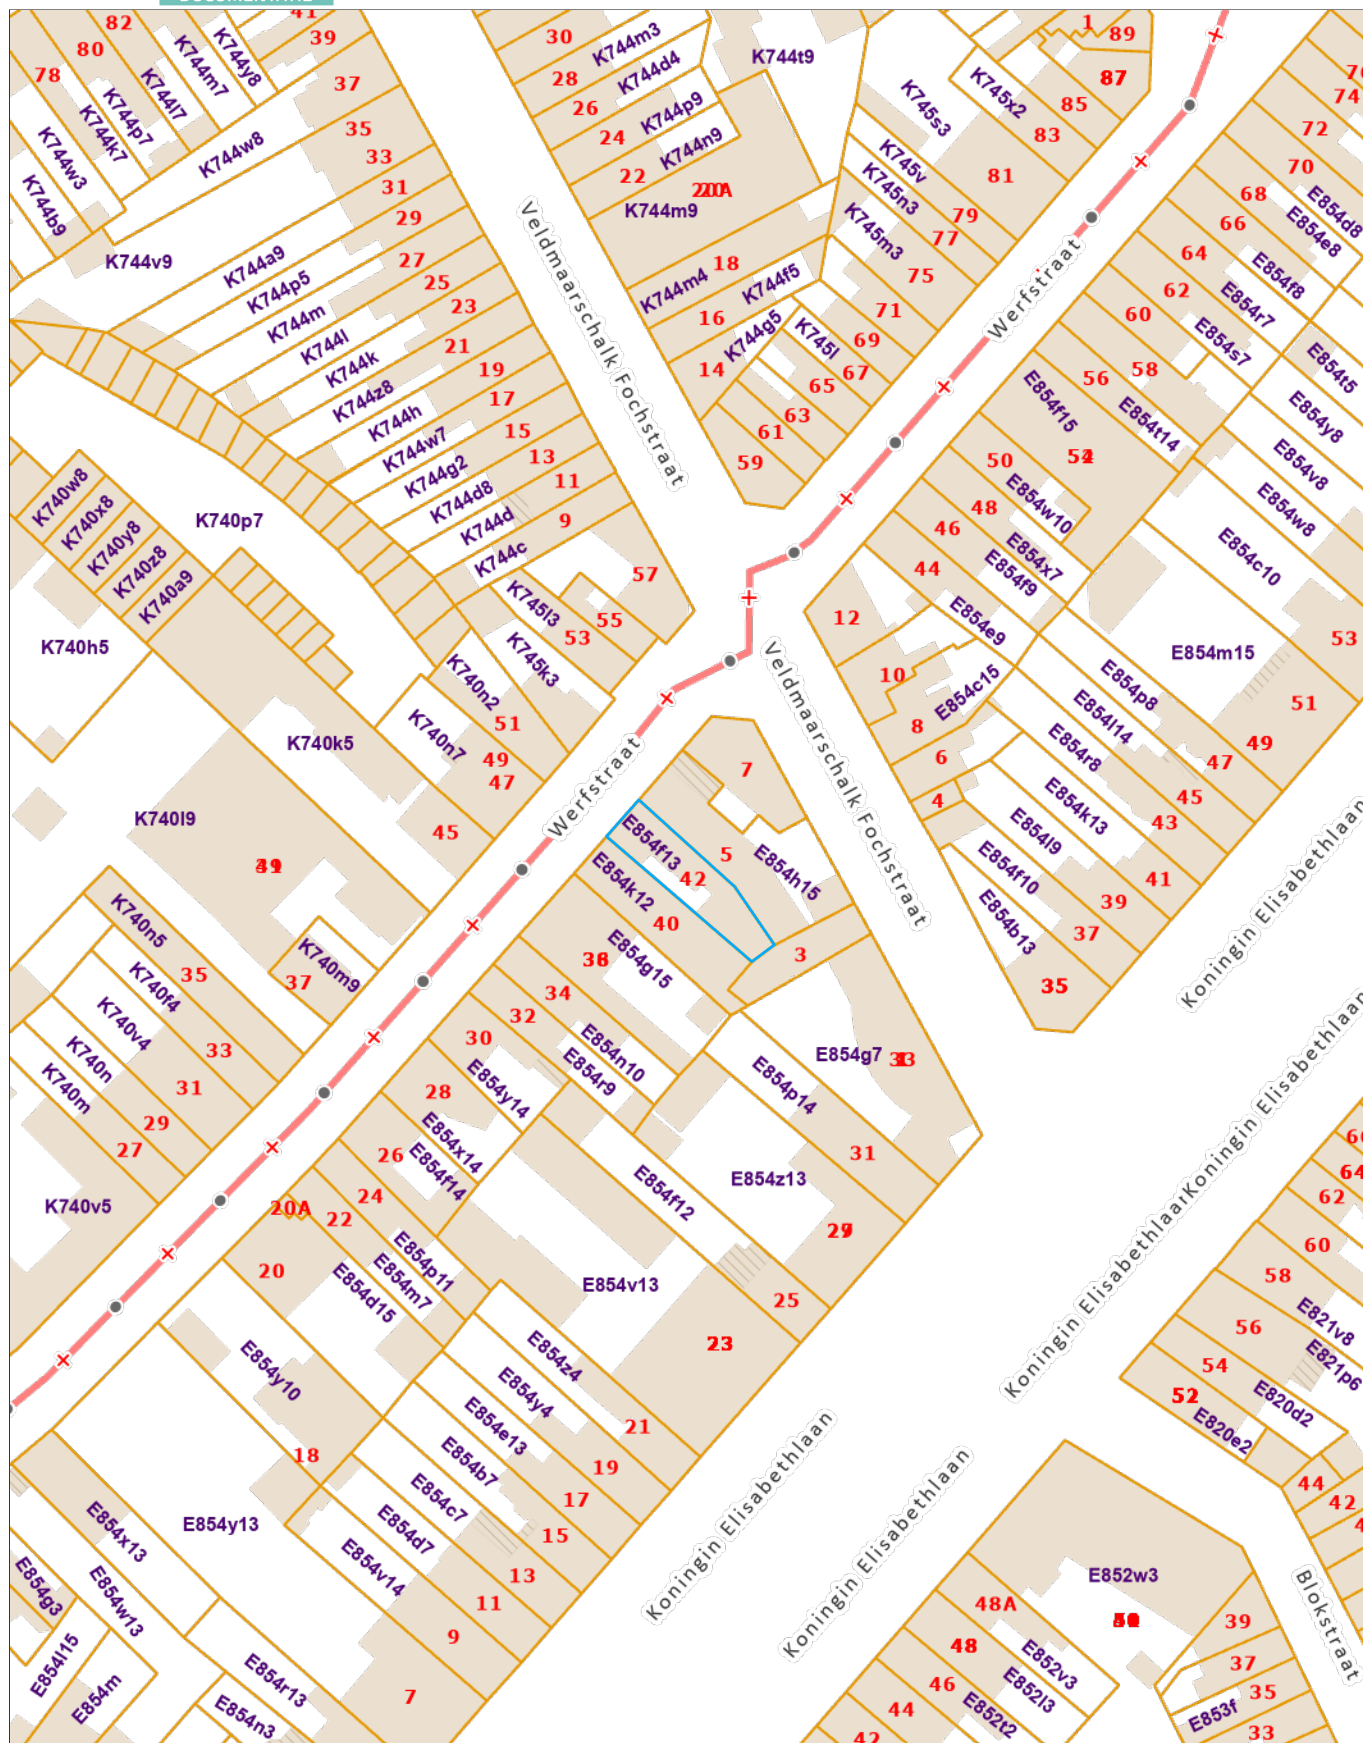 82
41
39
80
78
37
K744y8
K744m7
K744l7
K744p7
K744k7
K744w3
K744b9
K744w8
35
33
31
29
K744v9
K744a9
27
K744p5
25
K744m
23
K744l
21
K744k
19
K744z8
17
K744h
15
K744w7
13
K744g2
11
K744d8
9
K744d
K744c
57
30
K744m3
28
K744d4
26
K744p9
24
K744n9
22
20A
K744m9
18
K744m4
K744f5
16
K744g5
14
K744t9
K745s3
K745x2
1
89
87
85
83
81
K745v
K745n3
79
K745m3
77
75
71
69
K745l
67
65
63
61
59
Veldmaarschalk Fochstraat
Werfstraat
74
72
70
68
E854d8
66
E854e8
64
E854f8
62
E854r7
60
E854s7
58
E854t5
56
E854y8
E854f15
E854t14
E854v8
50
E854w8
E854w10
48
E854c10
46
E854x7
44
E854f9
12
E854e9
E854m15
53
10
E854c15
E854p8
51
8
E854l14
49
6
E854r8
47
4
E854k13
45
E854l9
43
E854f10
41
E854b13
39
37
35
K740w8
K740x8
K740y8
K740z8
K740a9
K740p7
K740h5
K745l3
55
53
K745k3
K740n2
51
K740n7
49
47
K740k5
45
K740l9
Werfstraat
Veldmaarschalk Fochstraat
7
E854f13
5
42
E854h15
E854k12
40
3
E854g15
34
32
E854n10
30
E854r9
E854g7
E854y14
E854p14
28
31
E854x14
26
E854f14
E854z13
24
E854f12
20A
22
E854p11
20
E854m7
E854d15
E854v13
25
23
K740n5
35
37
K740m9
K740f4
K740v4
33
K740n
31
K740m
29
27
K740v5
E854z4
E854y4
21
E854y10
E854e13
19
18
E854b7
17
E854c7
15
E854d7
13
E854v14
11
9
7
E854x13
E854y13
E854g3
E854w13
E854l15
E854m
E854r13
E854n3
Koningin Elisabethlaan
Koningin Elisabethlaan
Koningin Elisabethlaan
Koningin Elisabethlaan
Koningin Elisabethlaan
64
62
60
58
E821v8
56
E821p6
54
E820d2
52
E820e2
44
42
E852w3
48A
39
48
E852v3
37
46
E852l3
35
44
E852t2
E853f
33
42
Blokstraat